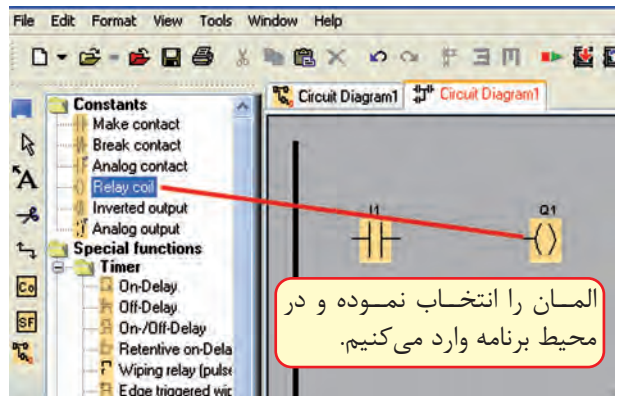 File Edit Format View Tools Window Help
Circuit Diagram1 Circuit Diagram1
Constants
Make contact
Break contact
Analog contact
Relay coil
Inverted output
Analog output
Special functions
Timer
On-Delay
Off-Delay
On-/Off-Delay
Retentive on-Dela
Wiping relay (pulse
Edge triggered wip
A
Co
SF
I1
Q1
المـان را انتخـاب نمـوده و در
محیط برنامه وارد می‌کنیم.